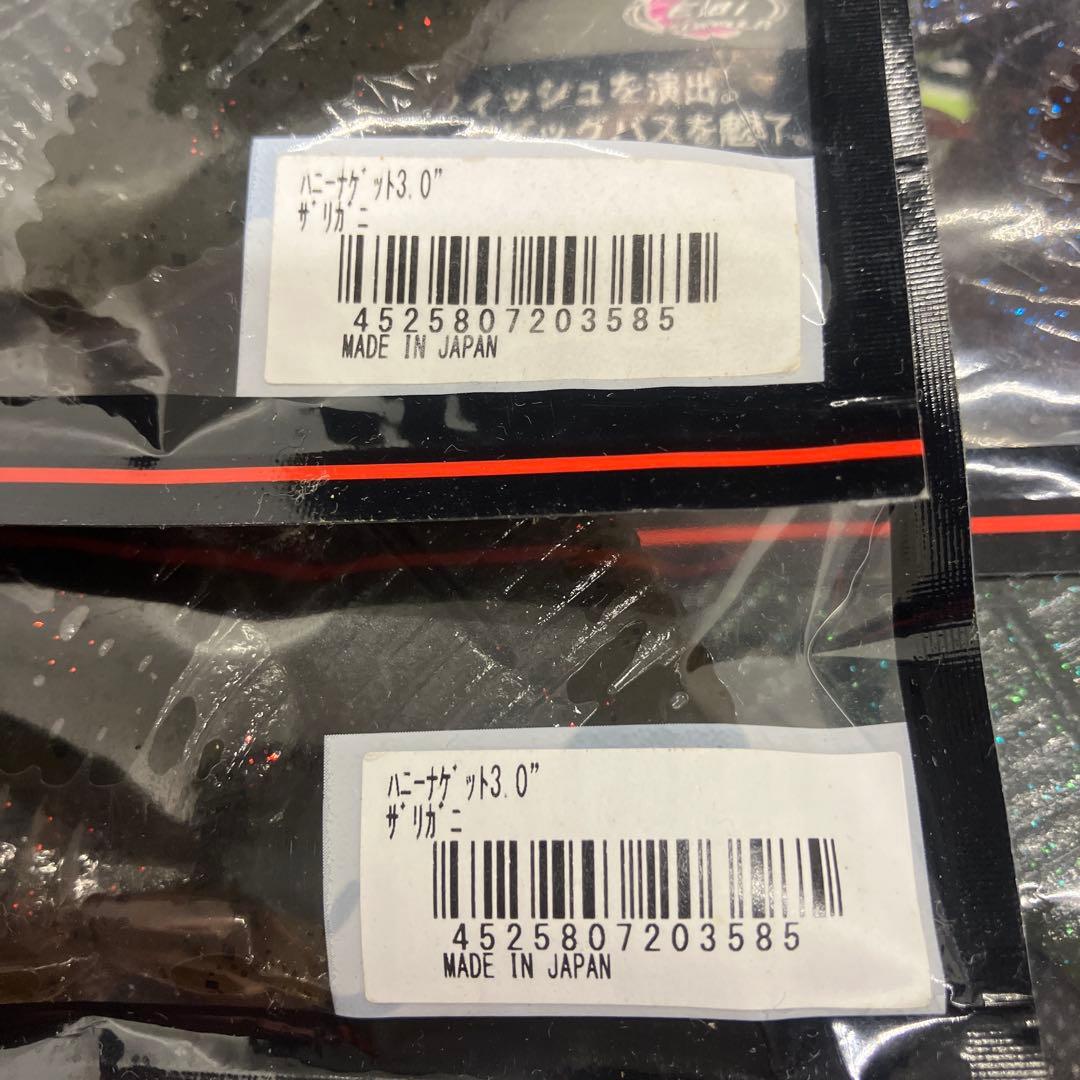 ィッシュを演出。
ッグバスを魅了。
ﾊﾆｰﾅｹﾞｯﾄ3.0"
ｻﾞﾘｶﾞﾆ
4525807203585
MADE IN JAPAN
ﾊﾆｰﾅｹﾞｯﾄ3.0"
ｻﾞﾘｶﾞﾆ
4525807203585
MADE IN JAPAN